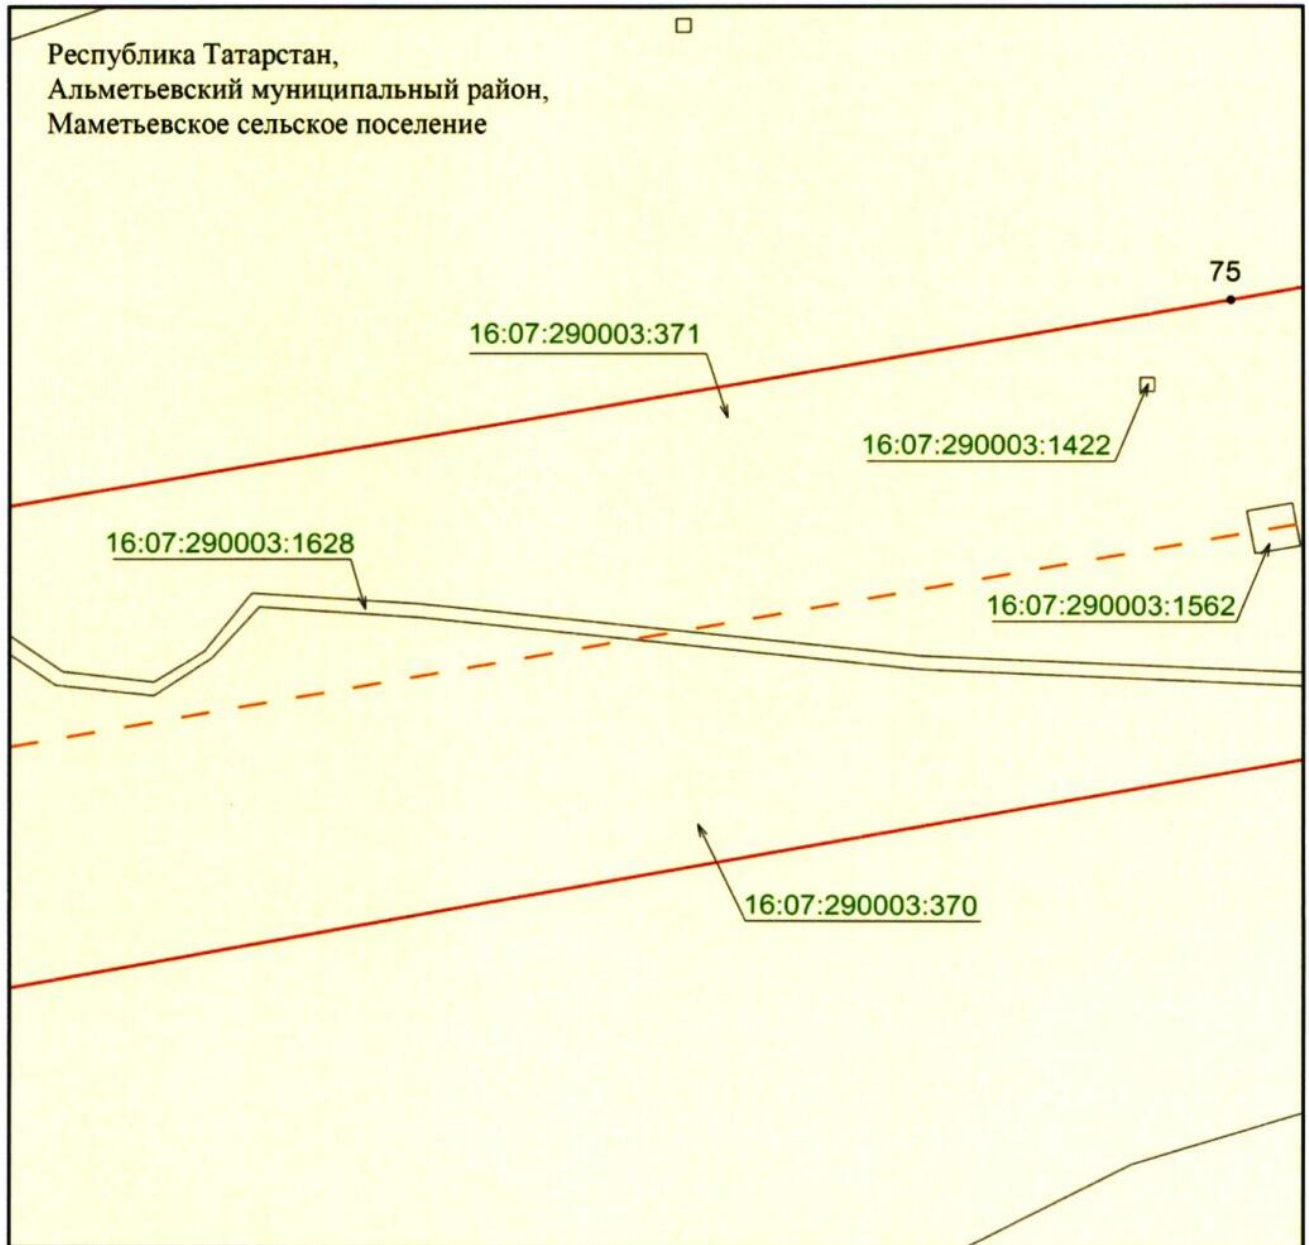 Республика Татарстан,
Альметьевский муниципальный район,
Маметьевское сельское поселение
75
16:07:290003:371
16:07:290003:1422
16:07:290003:1628
16:07:290003:1562
16:07:290003:370